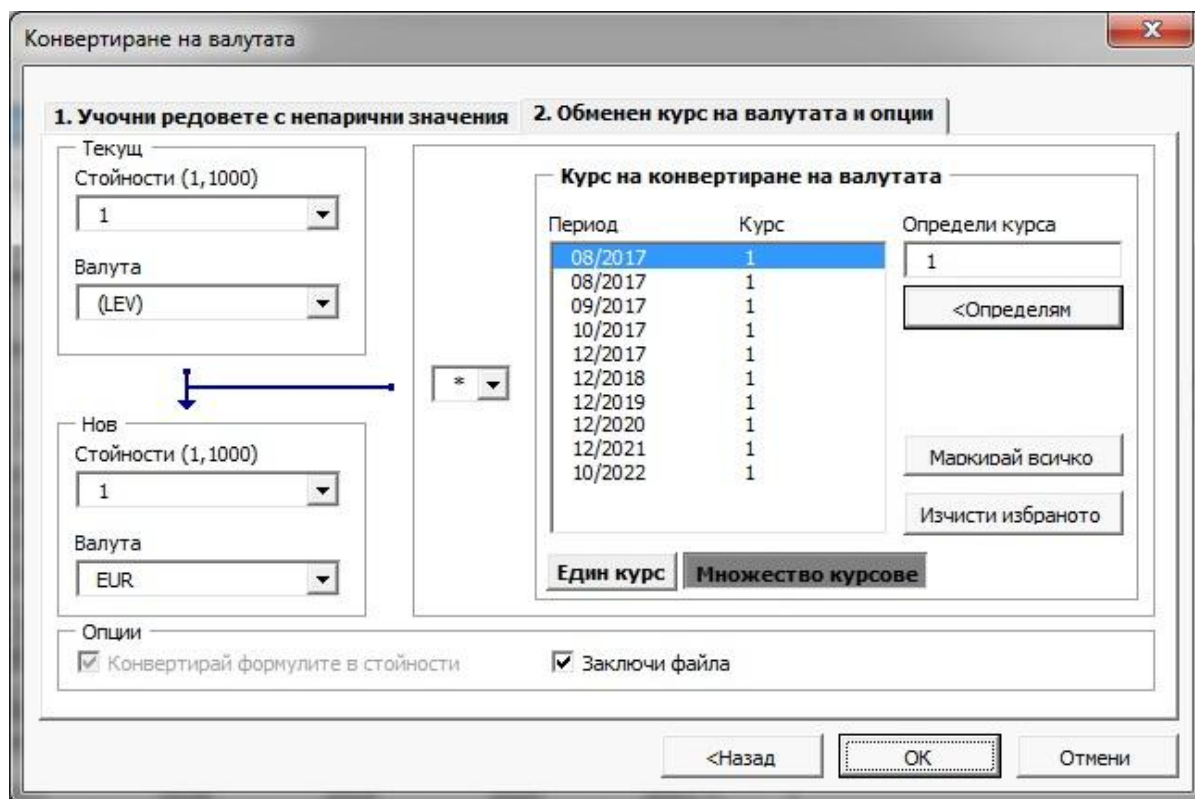 Конвертиране на валутата
1. Учочни редовете с непарични значения
2. Обменен курс на валутата и опции
Текущ
Стойности (1,1000)
1
Валута
(LEV)
Нов
Стойности (1,1000)
1
Валута
EUR
*
Курс на конвертиране на валутата
Период Курс
08/2017 1
08/2017 1
09/2017 1
10/2017 1
12/2017 1
12/2018 1
12/2019 1
12/2020 1
12/2021 1
10/2022 1
Определи курса
1
<Определям
Маркирай всичко
Изчисти избраното
Един курс
Множество курсове
Опции
Конвертирай формулите в стойности
Заключи файла
<Назад
OK
Отмени